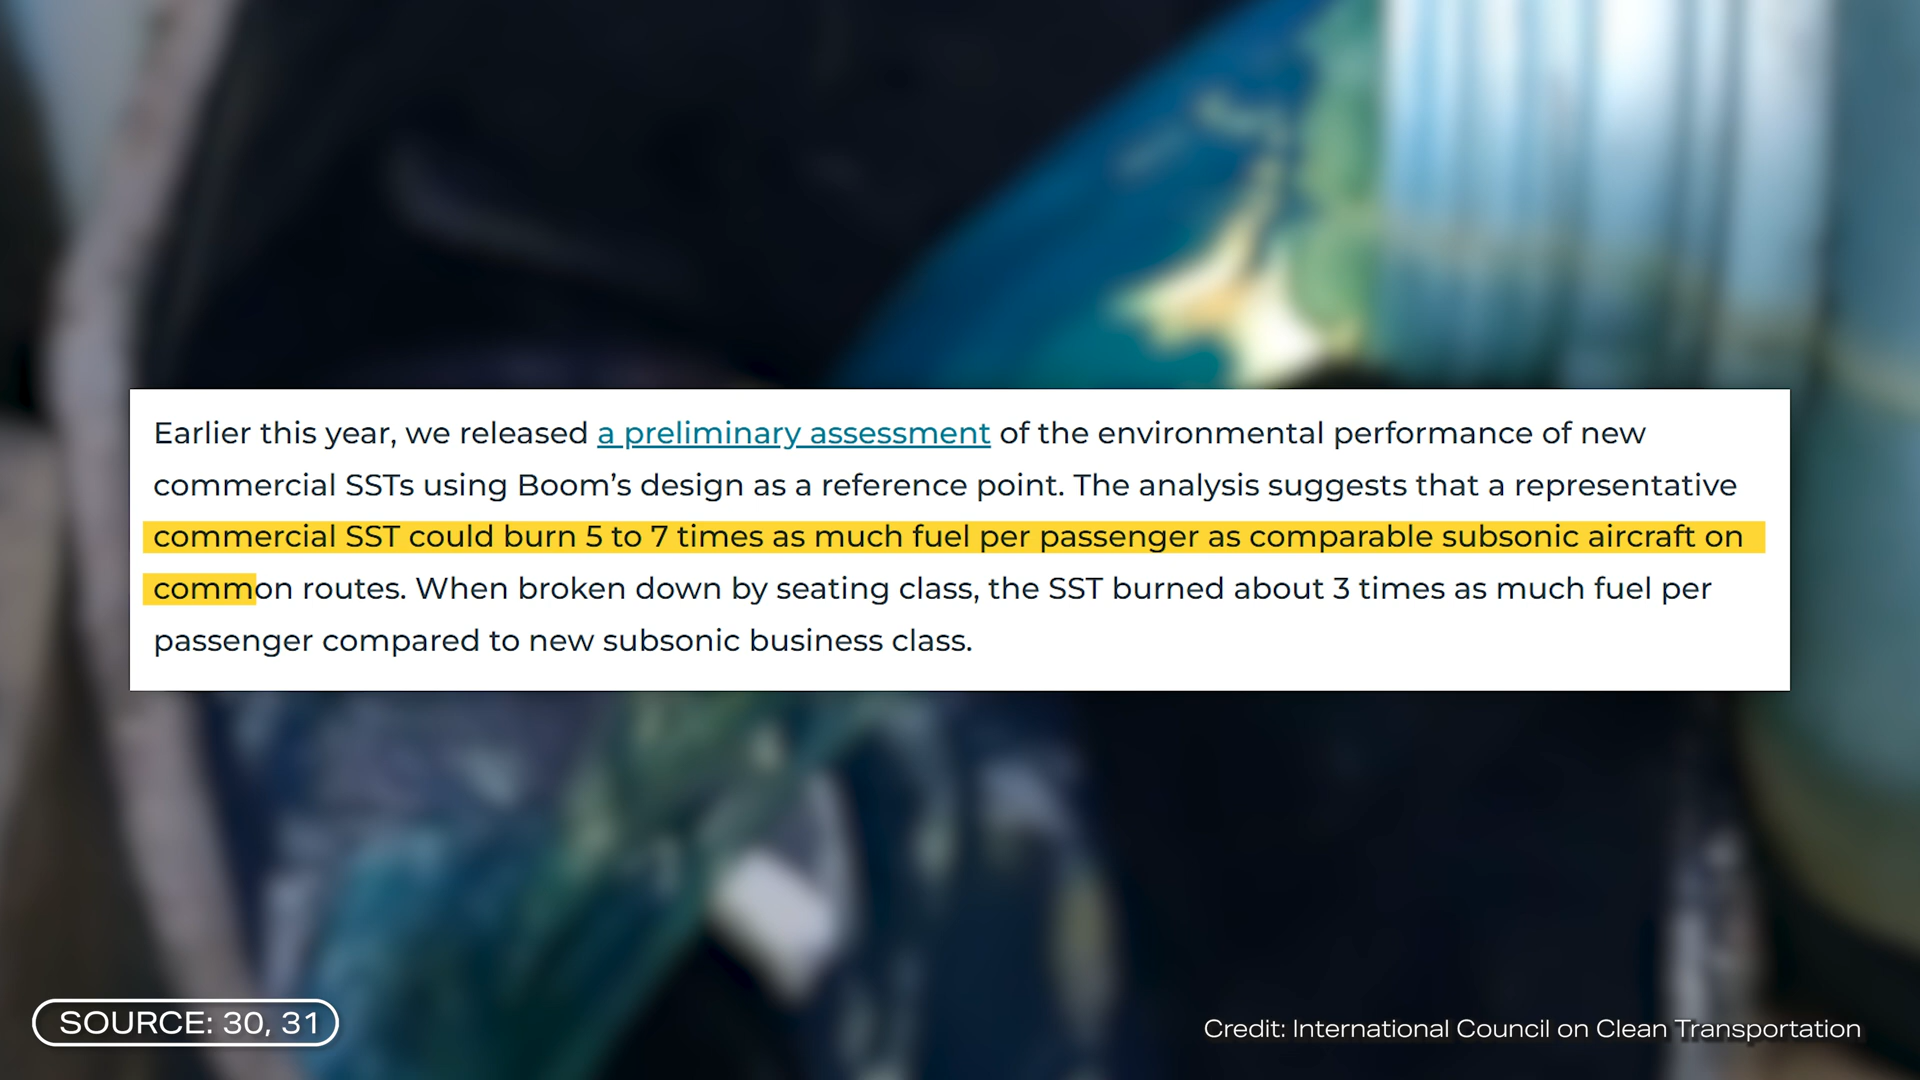 Earlier this year, we released a preliminary assessment of the environmental performance of new
commercial SSTs using Boom’s design as a reference point. The analysis suggests that a representative
commercial SST could burn 5 to 7 times as much fuel per passenger as comparable subsonic aircraft on
common routes. When broken down by seating class, the SST burned about 3 times as much fuel per
passenger compared to new subsonic business class.
SOURCE: 30, 31
Credit: International Council on Clean Transportation